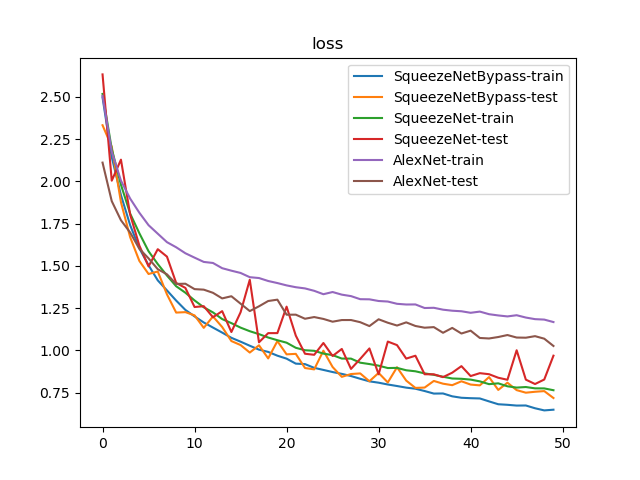 loss
2.50
2.25
2.00
1.75
1.50
1.25
1.00
0.75
SqueezeNetBypass-train
SqueezeNetBypass-test
SqueezeNet-train
SqueezeNet-test
AlexNet-train
AlexNet-test
0 10 20 30 40 50